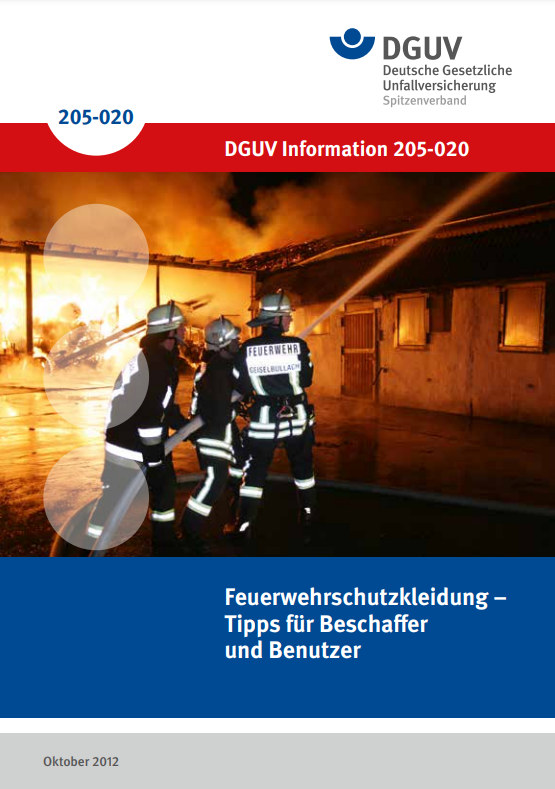 DGUV
Deutsche Gesetzliche
Unfallversicherung
Spitzenverband
205-020
DGUV Information 205-020
FEUERWEHR
GEISELBULLACH
Feuerwehrschutzkleidung –
Tipps für Beschaffer
und Benutzer
Oktober 2012